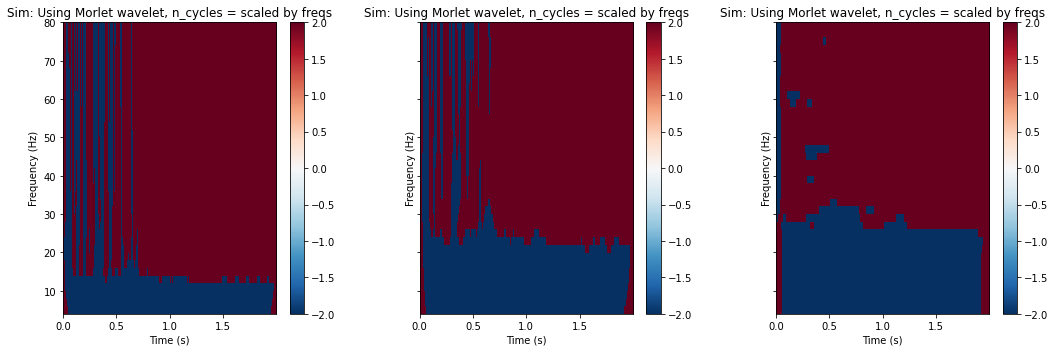 Sim: Using Morlet wavelet, n_cycles = scaled by freqs
80
70
60
50
40
30
20
10
Frequency (Hz)
0.0 0.5 1.0 1.5
Time (s)
2.0
1.5
1.0
0.5
0.0
−0.5
−1.0
−1.5
−2.0
Sim: Using Morlet wavelet, n_cycles = scaled by freqs
Frequency (Hz)
0.0 0.5 1.0 1.5
Time (s)
2.0
1.5
1.0
0.5
0.0
−0.5
−1.0
−1.5
−2.0
Sim: Using Morlet wavelet, n_cycles = scaled by freqs
Frequency (Hz)
0.0 0.5 1.0 1.5
Time (s)
2.0
1.5
1.0
0.5
0.0
−0.5
−1.0
−1.5
−2.0